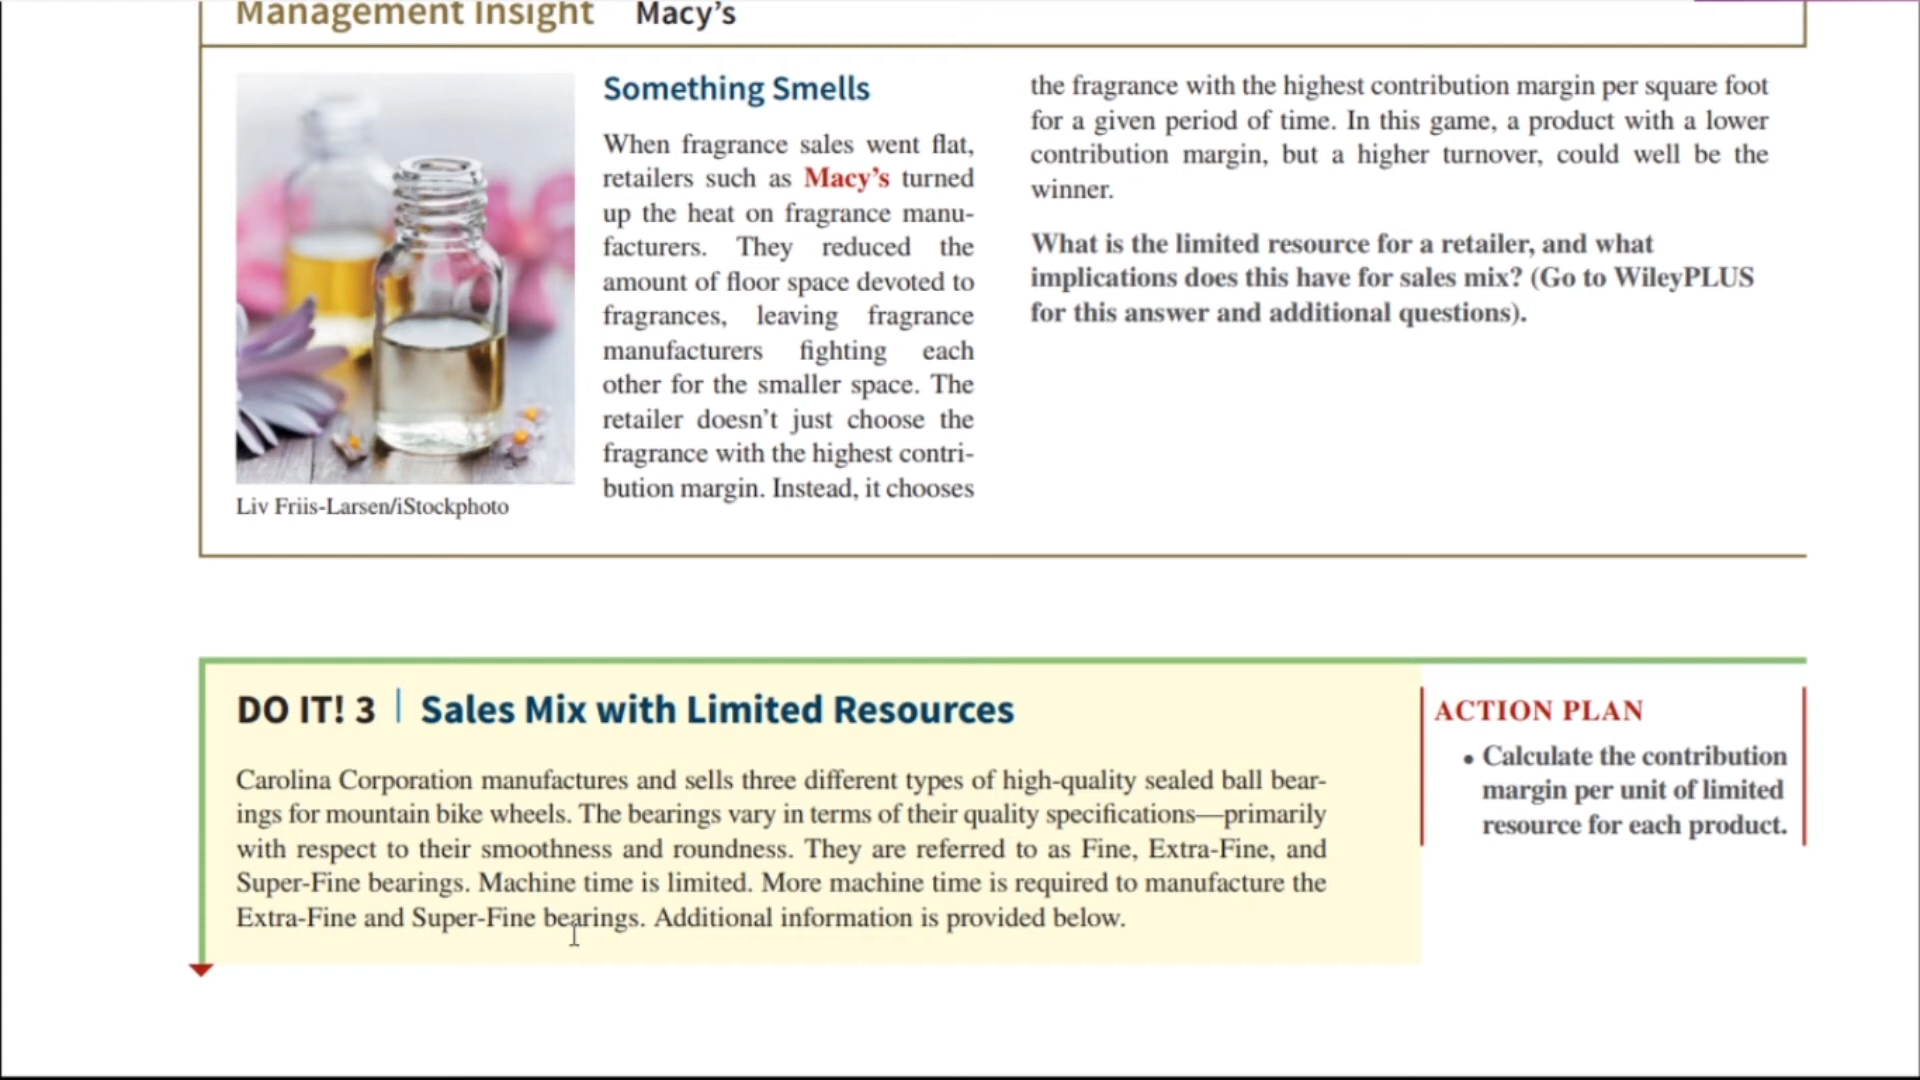 Management Insight Macy's
Something Smells
When fragrance sales went flat,
retailers such as Macy's turned
up the heat on fragrance manu-
facturers. They reduced the
amount of floor space devoted to
fragrances, leaving fragrance
manufacturers fighting each
other for the smaller space. The
retailer doesn't just choose the
fragrance with the highest contri-
bution margin. Instead, it chooses
Liv Friis-Larsen/iStockphoto
the fragrance with the highest contribution margin per square foot
for a given period of time. In this game, a product with a lower
contribution margin, but a higher turnover, could well be the
winner.
What is the limited resource for a retailer, and what
implications does this have for sales mix? (Go to WileyPLUS
for this answer and additional questions).
DO IT! 3 | Sales Mix with Limited Resources
Carolina Corporation manufactures and sells three different types of high-quality sealed ball bear-
ings for mountain bike wheels. The bearings vary in terms of their quality specifications—primarily
with respect to their smoothness and roundness. They are referred to as Fine, Extra-Fine, and
Super-Fine bearings. Machine time is limited. More machine time is required to manufacture the
Extra-Fine and Super-Fine bearings. Additional information is provided below.
ACTION PLAN
• Calculate the contribution
margin per unit of limited
resource for each product.